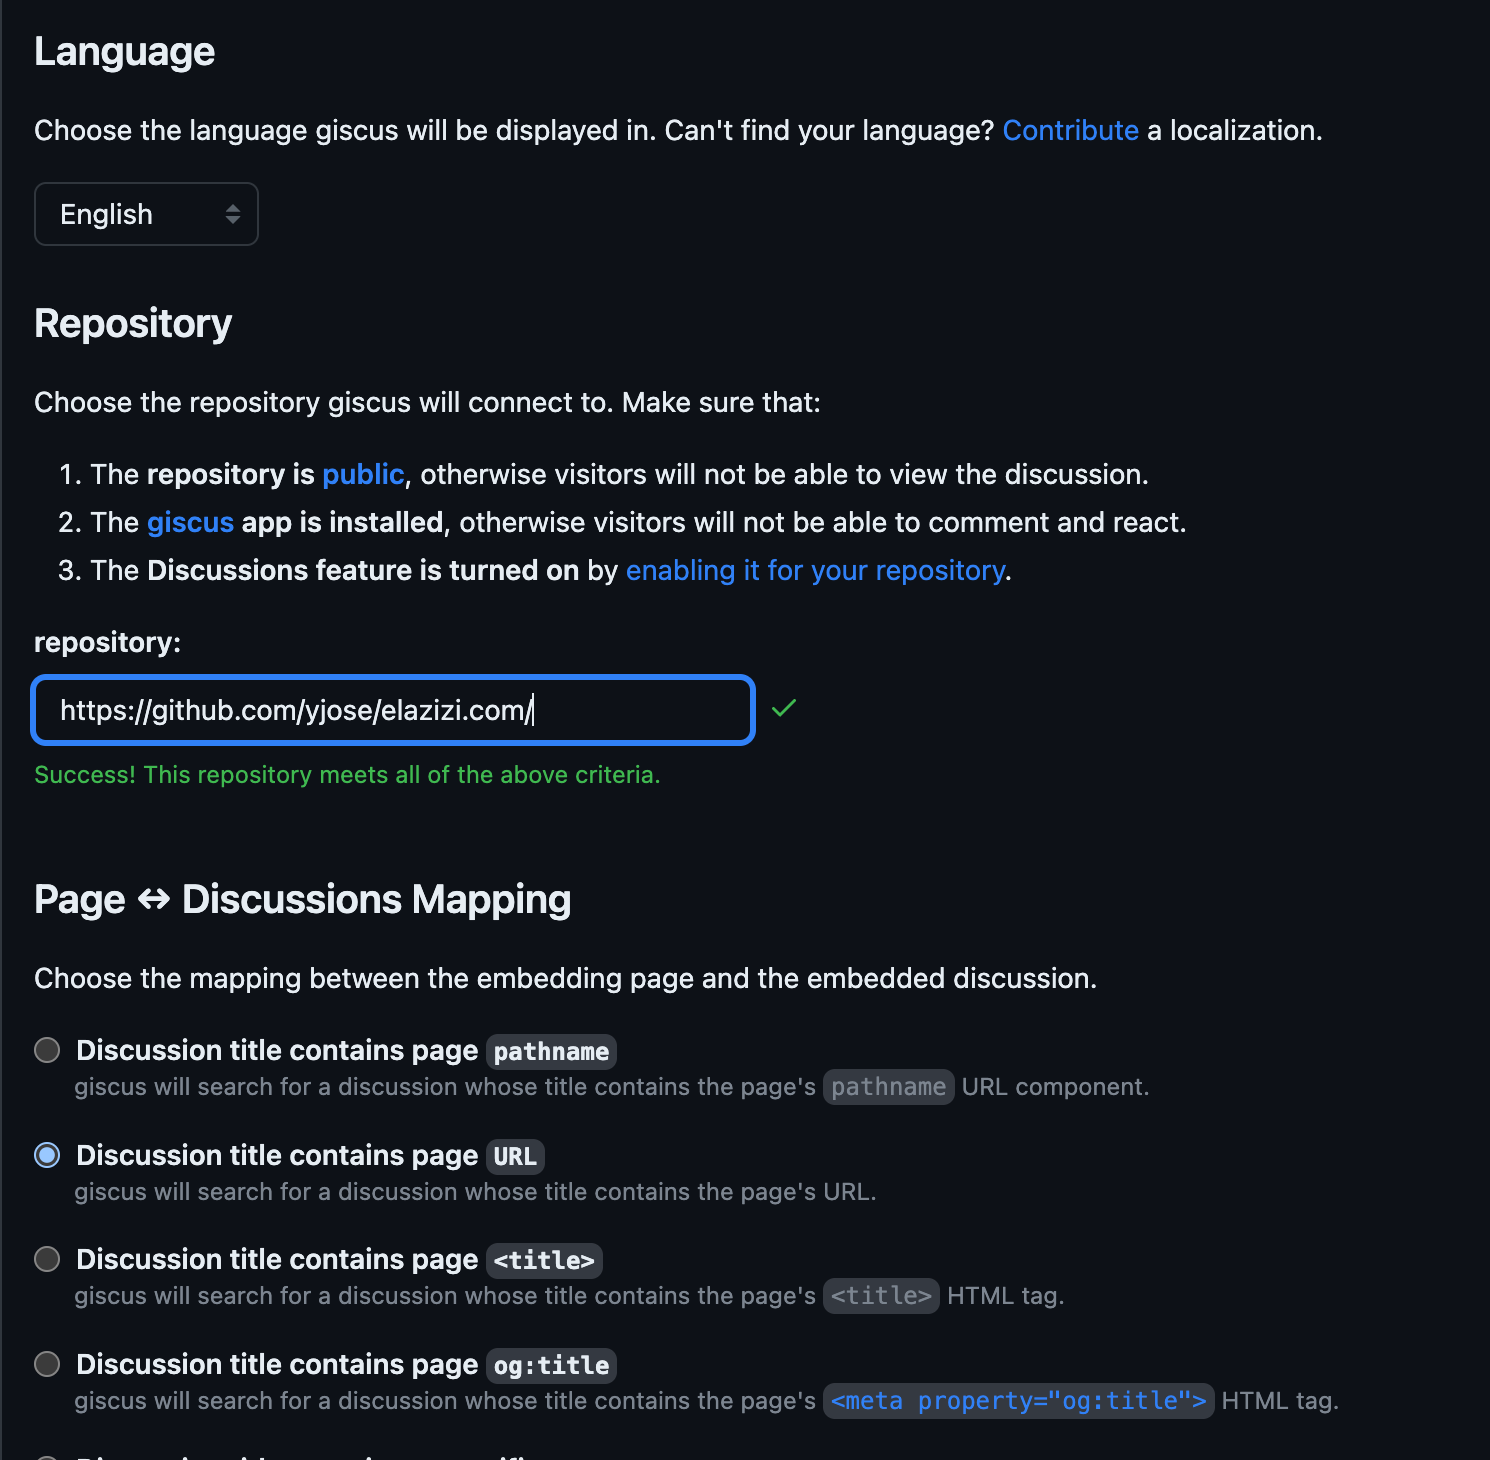 Language
Choose the language giscus will be displayed in. Can't find your language? Contribute a localization.
English
Repository
Choose the repository giscus will connect to. Make sure that:
1. The repository is public, otherwise visitors will not be able to view the discussion.
2. The giscus app is installed, otherwise visitors will not be able to comment and react.
3. The Discussions feature is turned on by enabling it for your repository.
repository:
https://github.com/yjose/elazizi.com/
Success! This repository meets all of the above criteria.
Page ↔ Discussions Mapping
Choose the mapping between the embedding page and the embedded discussion.
Discussion title contains page pathname
giscus will search for a discussion whose title contains the page's pathname URL component.
Discussion title contains page URL
giscus will search for a discussion whose title contains the page's URL.
Discussion title contains page <title>
giscus will search for a discussion whose title contains the page's <title> HTML tag.
Discussion title contains page og:title
giscus will search for a discussion whose title contains the page's <meta property="og:title"> HTML tag.